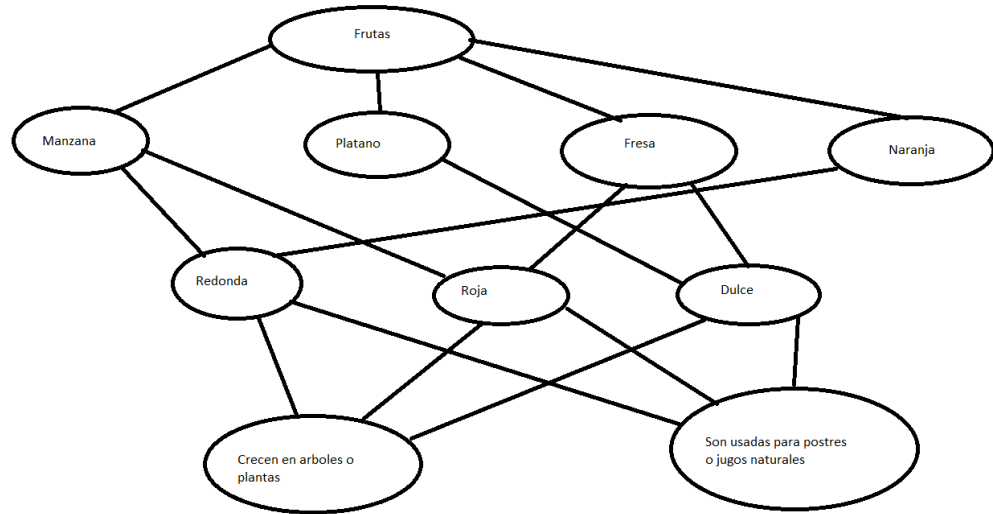 Frutas
Manzana
Platano
Fresa
Naranja
Redonda
Roja
Dulce
Crecen en arboles o
plantas
Son usadas para postres
o jugos naturales